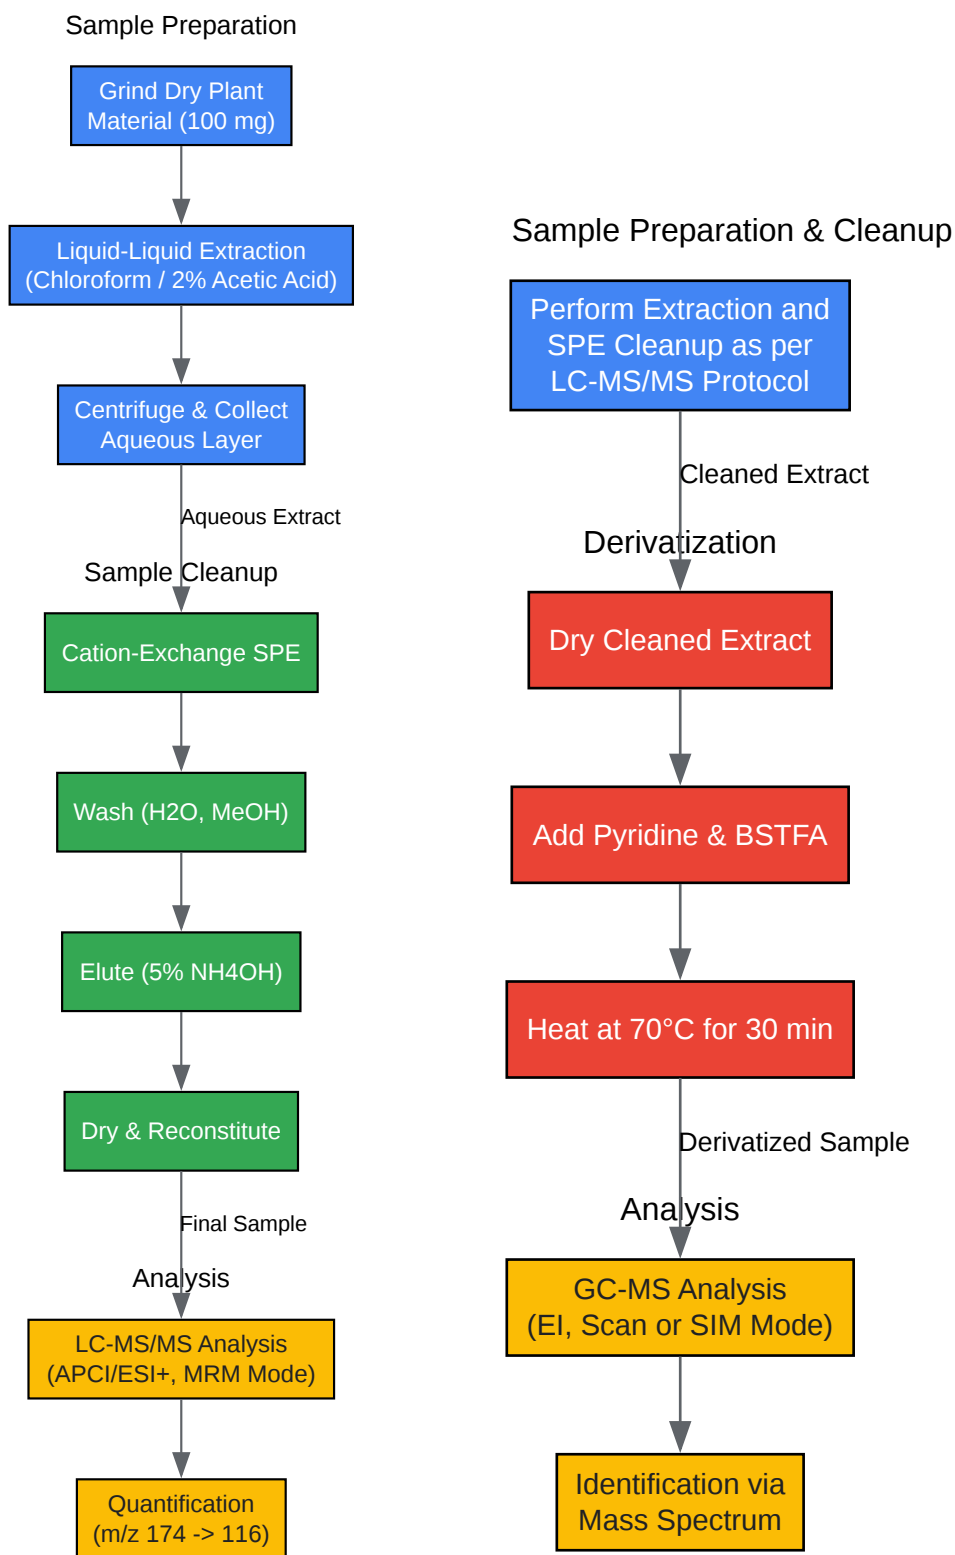 Sample Preparation
Grind Dry Plant
Material (100 mg)
Liquid-Liquid Extraction
(Chloroform / 2% Acetic Acid)
Centrifuge & Collect
Aqueous Layer
Aqueous Extract
Sample Cleanup
Cation-Exchange SPE
Wash (H2O, MeOH)
Elute (5% NH4OH)
Dry & Reconstitute
Final Sample
Analysis
LC-MS/MS Analysis
(APCI/ESI+, MRM Mode)
Quantification
(m/z 174 -> 116)
Sample Preparation & Cleanup
Perform Extraction and
SPE Cleanup as per
LC-MS/MS Protocol
Cleaned Extract
Derivatization
Dry Cleaned Extract
Add Pyridine & BSTFA
Heat at 70°C for 30 min
Derivatized Sample
Analysis
GC-MS Analysis
(EI, Scan or SIM Mode)
Identification via
Mass Spectrum